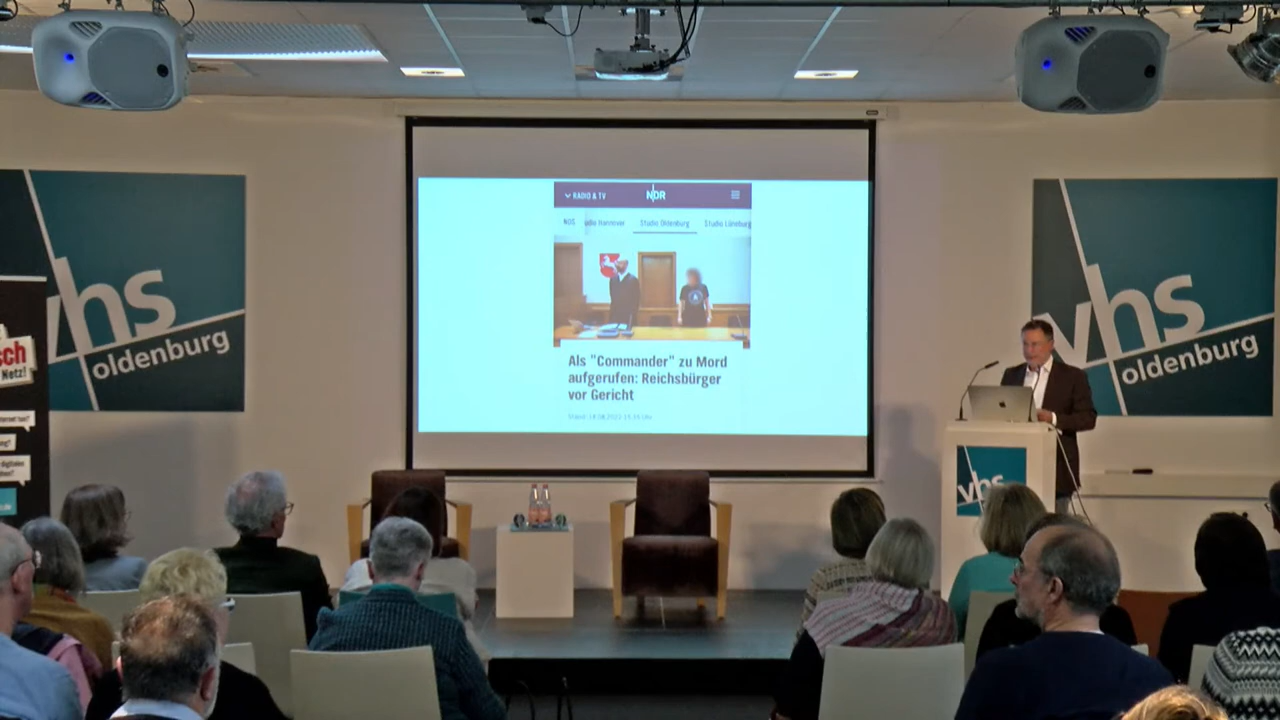 RADIO & TV
NDR
NDS
Studio Oldenburg
Studio Lüneburg
Als "Commander" zu Mord
aufgerufen: Reichsbürger
vor Gericht
vhs
oldenburg
vhs
oldenburg
vhs
Netz!